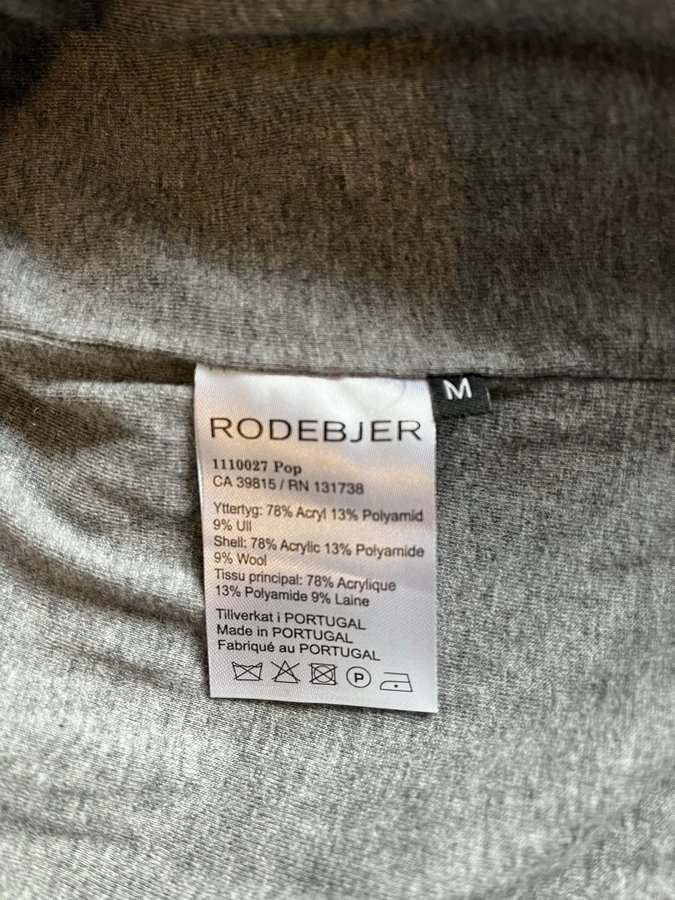 M
RODEBJER
1110027 Pop
CA 39815 / RN 131738
Yttertyg: 78% Acryl 13% Polyamid
9% Ull
Shell: 78% Acrylic 13% Polyamide
9% Wool
Tissu principal: 78% Acrylique
13% Polyamide 9% Laine
Tillverkat i PORTUGAL
Made in PORTUGAL
Fabriqué au PORTUGAL
P